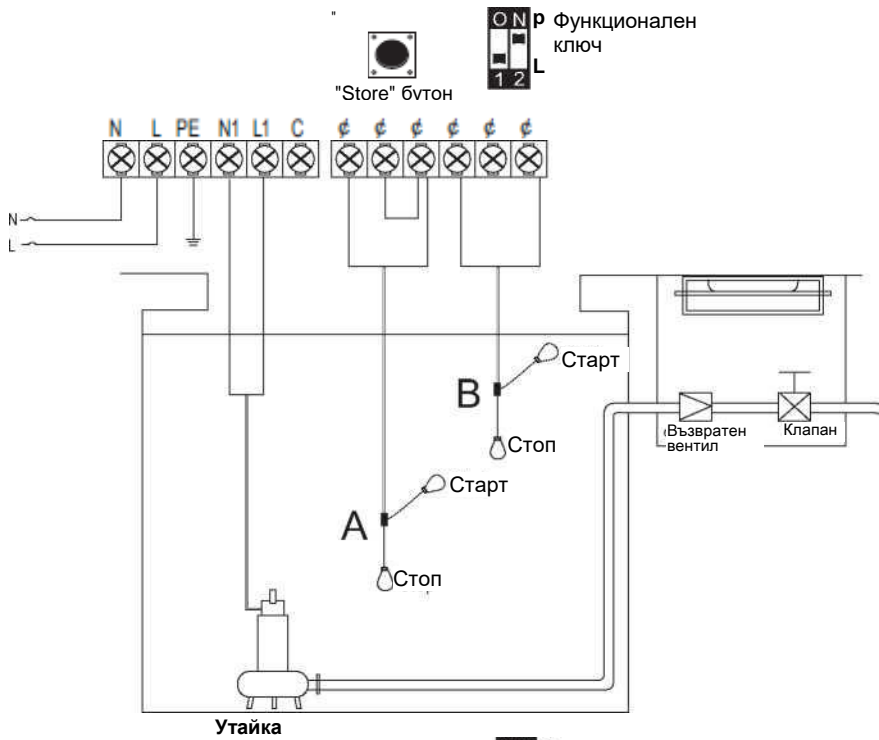 "
ON p Функционален
ключ
L
1 2
"Store" бутон
N L PE N1 L1 C ¢ ¢ ¢ ¢ ¢ ¢
N
L
Старт
B
Стоп
Възвратен
вентил
Клапан
Старт
A
Стоп
Утайка